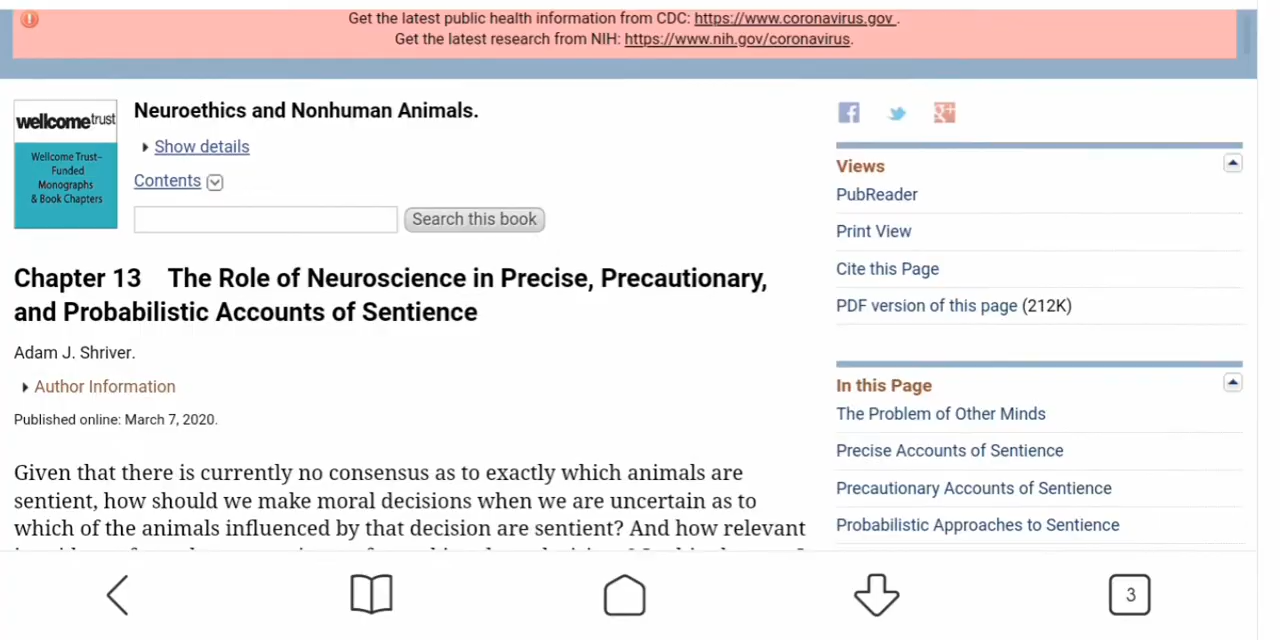 Get the latest public health information from CDC: https://www.coronavirus.gov .
Get the latest research from NIH: https://www.nih.gov/coronavirus.
wellcometrust
Wellcome Trust–
Funded
Monographs
& Book Chapters
Neuroethics and Nonhuman Animals.
Show details
Contents
Search this book
Chapter 13 The Role of Neuroscience in Precise, Precautionary,
and Probabilistic Accounts of Sentience
Adam J. Shriver.
Author Information
Published online: March 7, 2020.
Given that there is currently no consensus as to exactly which animals are
sentient, how should we make moral decisions when we are uncertain as to
which of the animals influenced by that decision are sentient? And how relevant
Views
PubReader
Print View
Cite this Page
PDF version of this page (212K)
In this Page
The Problem of Other Minds
Precise Accounts of Sentience
Precautionary Accounts of Sentience
Probabilistic Approaches to Sentience
3